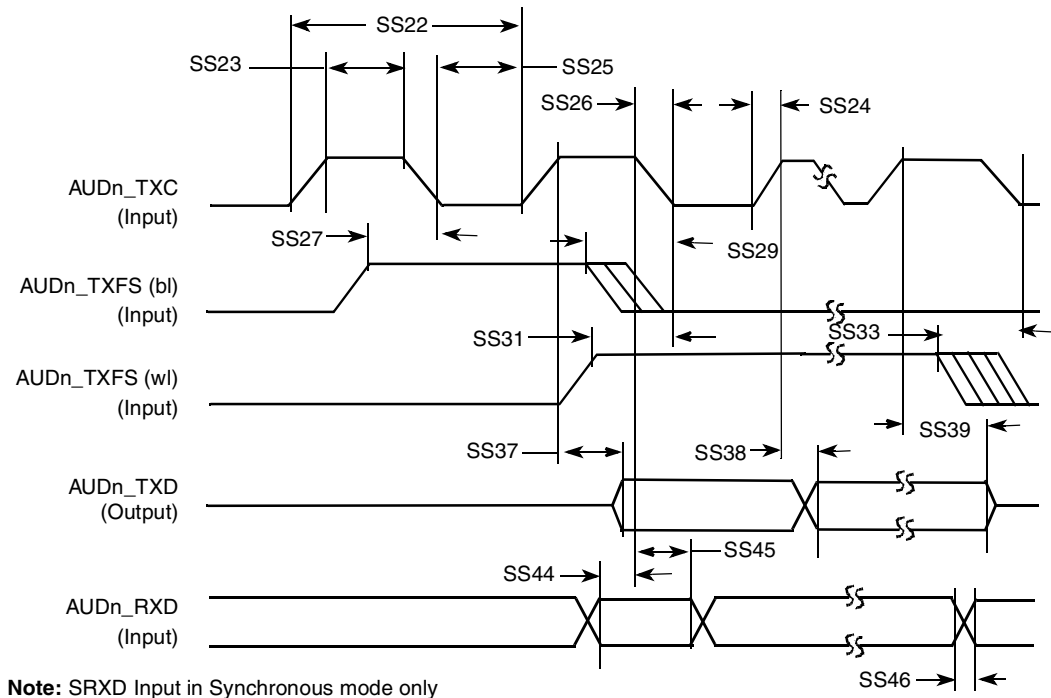 SS22
SS23
SS25
SS26
SS24
AUDn_TXC
(Input)
SS27
SS29
AUDn_TXFS (bl)
(Input)
SS31
SS33
AUDn_TXFS (wl)
(Input)
SS39
SS37
SS38
AUDn_TXD
(Output)
SS45
SS44
AUDn_RXD
(Input)
SS46
Note: SRXD Input in Synchronous mode only